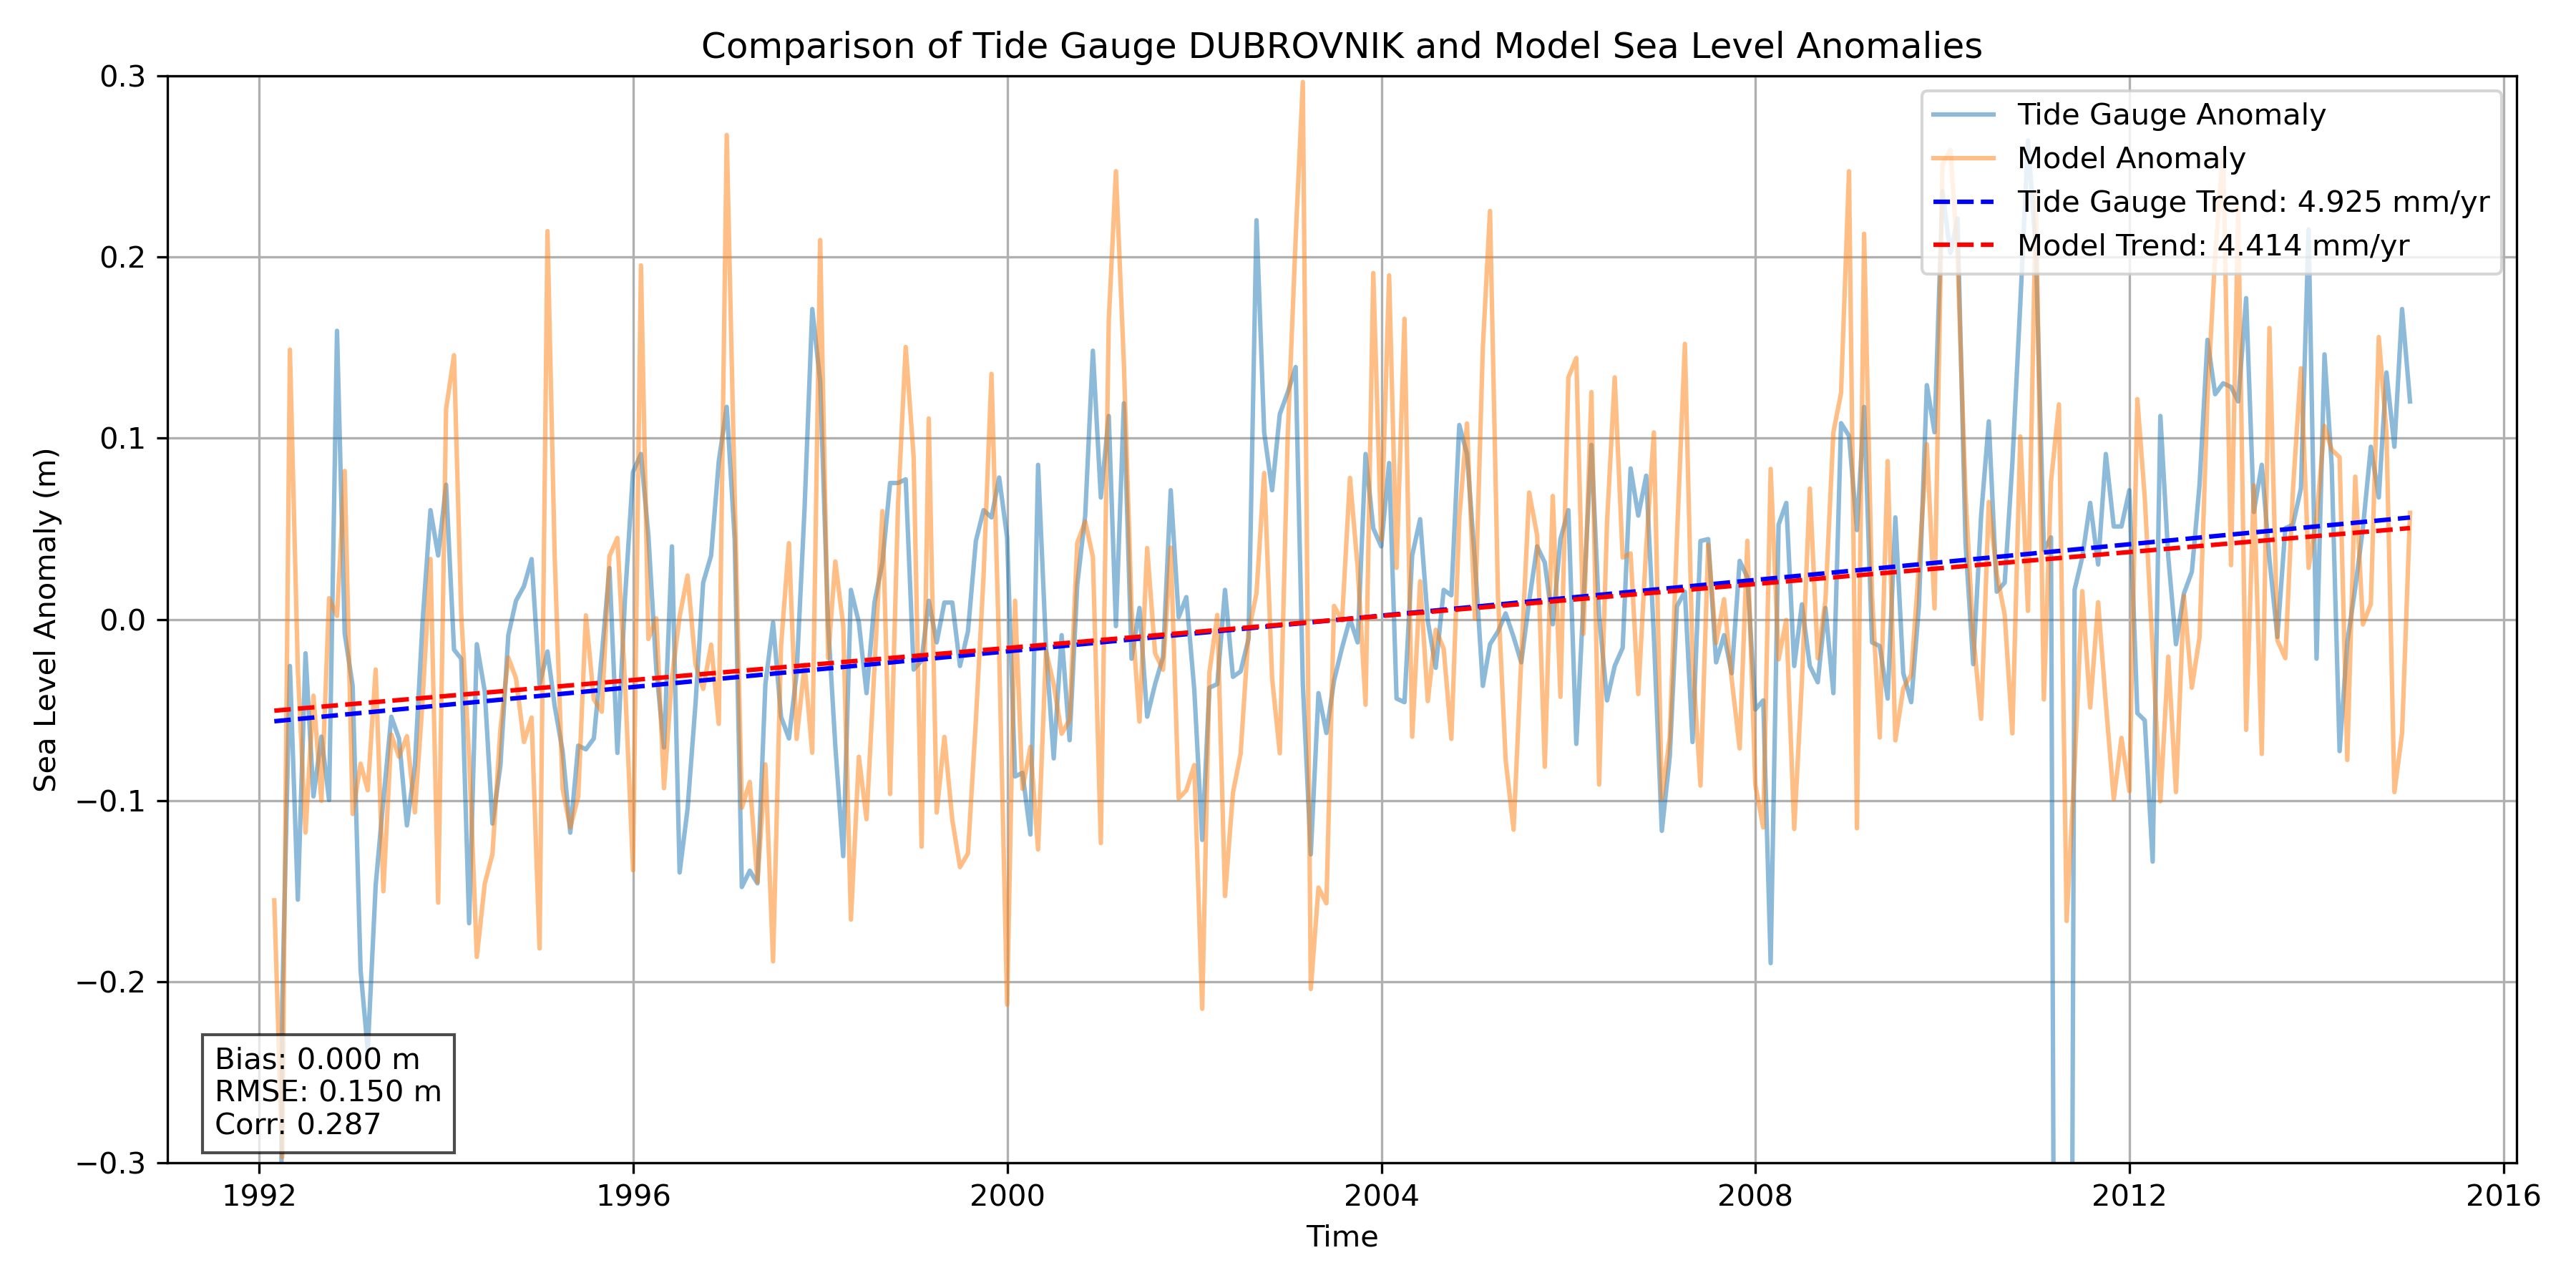 Comparison of Tide Gauge DUBROVNIK and Model Sea Level Anomalies
Sea Level Anomaly (m)
0.3
0.2
0.1
0.0
−0.1
−0.2
−0.3
Tide Gauge Anomaly
Model Anomaly
Tide Gauge Trend: 4.925 mm/yr
Model Trend: 4.414 mm/yr
Bias: 0.000 m
RMSE: 0.150 m
Corr: 0.287
1992 1996 2000 2004 2008 2012 2016
Time